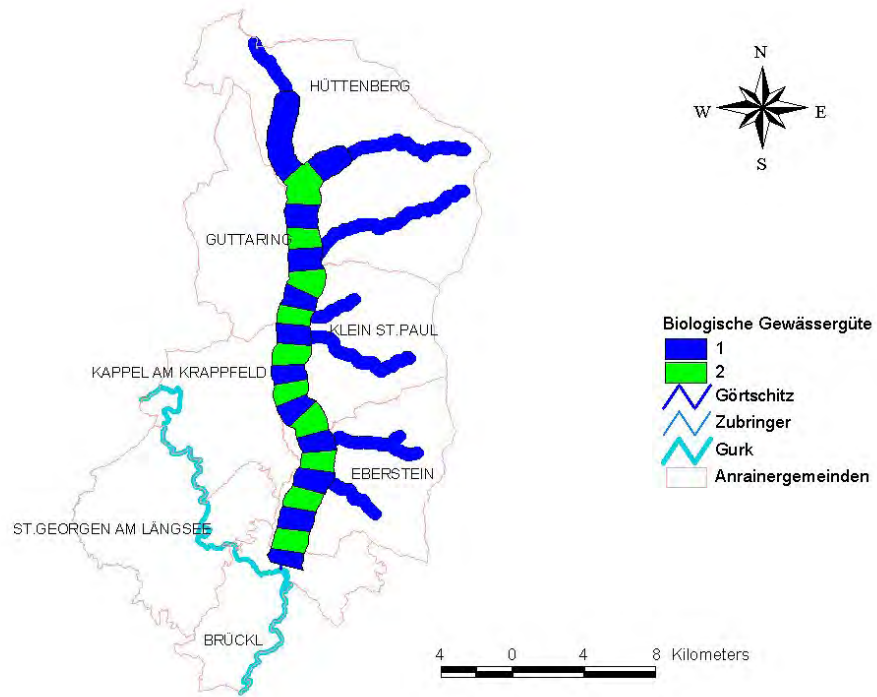 N
W E
S
HÜTTENBERG
GUTTARING
KLEIN ST.PAUL
KAPPEL AM KRAPPFELD
EBERSTEIN
ST.GEORGEN AM LÄNGSEE
BRÜCKL
Biologische Gewässergüte
1
2
Görtschitz
Zubringer
Gurk
Anrainergemeinden
4 0 4 8 Kilometers